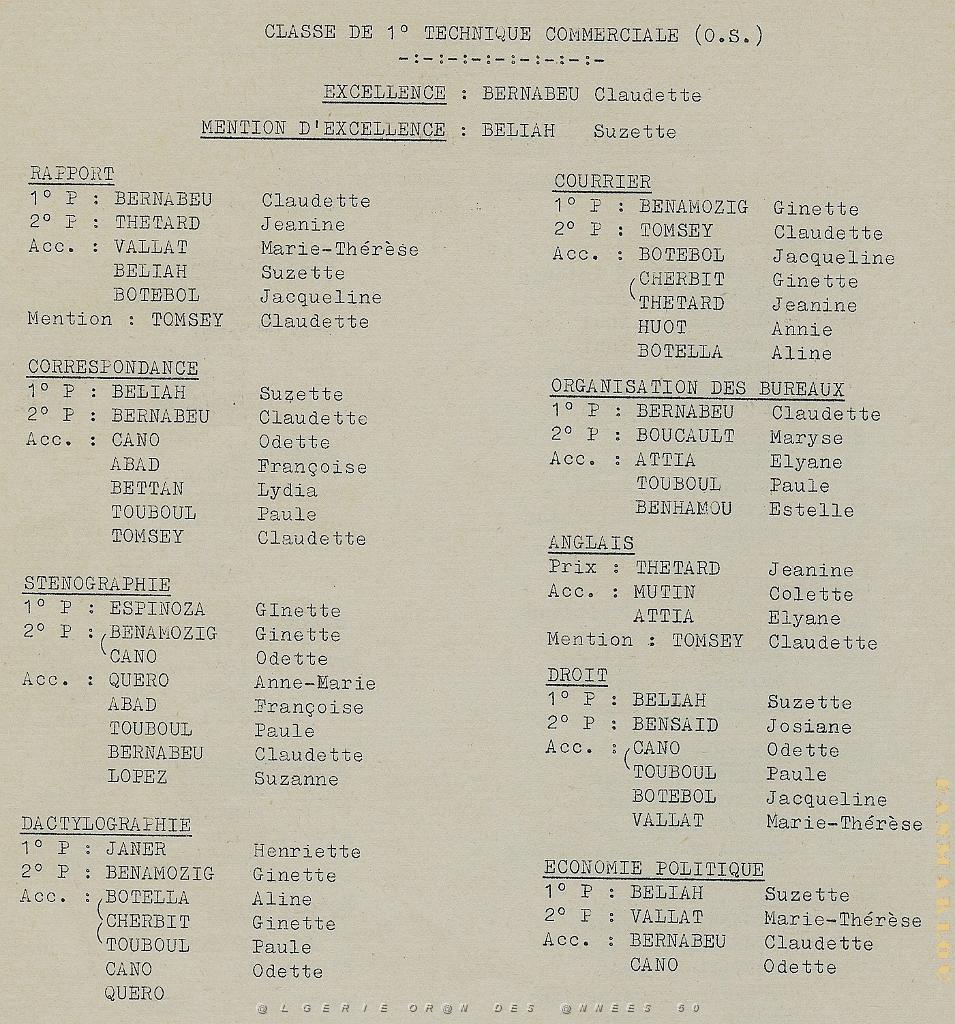 CLASSE DE 1° TECHNIQUE COMMERCIALE (O.S.)
-:-:-:-:-:-:-:-:-
EXCELLENCE : BERNABEU Claudette
MENTION D'EXCELLENCE : BELIAH Suzette
RAPPORT
1° P : BERNABEU Claudette
2° P : THETARD Jeanine
Acc. : VALLAT Marie-Thérèse
BELIAH Suzette
BOTEBOL Jacqueline
Mention : TOMSEY Claudette
CORRESPONDANCE
1° P : BELIAH Suzette
2° P : BERNABEU Claudette
Acc. : CANO Odette
ABAD Françoise
BETTAN Lydia
TOUBOUL Paule
TOMSEY Claudette
STENOGRAPHIE
1° P : ESPINOZA GInette
2° P : (BENAMOZIG Ginette
(CANO Odette
Acc. : QUERO Anne-Marie
ABAD Françoise
TOUBOUL Paule
BERNABEU Claudette
LOPEZ Suzanne
DACTYLOGRAPHIE
1° P : JANER Henriette
2° P : BENAMOZIG Ginette
Acc. : (BOTELLA Aline
(CHERBIT Ginette
(TOUBOUL Paule
CANO Odette
QUERO
COURRIER
1° P : BENAMOZIG Ginette
2° P : TOMSEY Claudette
Acc. : BOTEBOL Jacqueline
(CHERBIT Ginette
(THETARD Jeanine
HUOT Annie
BOTELLA Aline
ORGANISATION DES BUREAUX
1° P : BERNABEU Claudette
2° P : BOUCAULT Maryse
Acc. : ATTIA Elyane
TOUBOUL Paule
BENHAMOU Estelle
ANGLAIS
Prix : THETARD Jeanine
Acc. : MUTIN Colette
ATTIA Elyane
Mention : TOMSEY Claudette
DROIT
1° P : BELIAH Suzette
2° P : BENSAID Josiane
Acc. : (CANO Odette
(TOUBOUL Paule
BOTEBOL Jacqueline
VALLAT Marie-Thérèse
ECONOMIE POLITIQUE
1° P : BELIAH Suzette
2° P : VALLAT Marie-Thérèse
Acc. : BERNABEU Claudette
CANO Odette
@LGERIE OR@N DES @NNEES 50